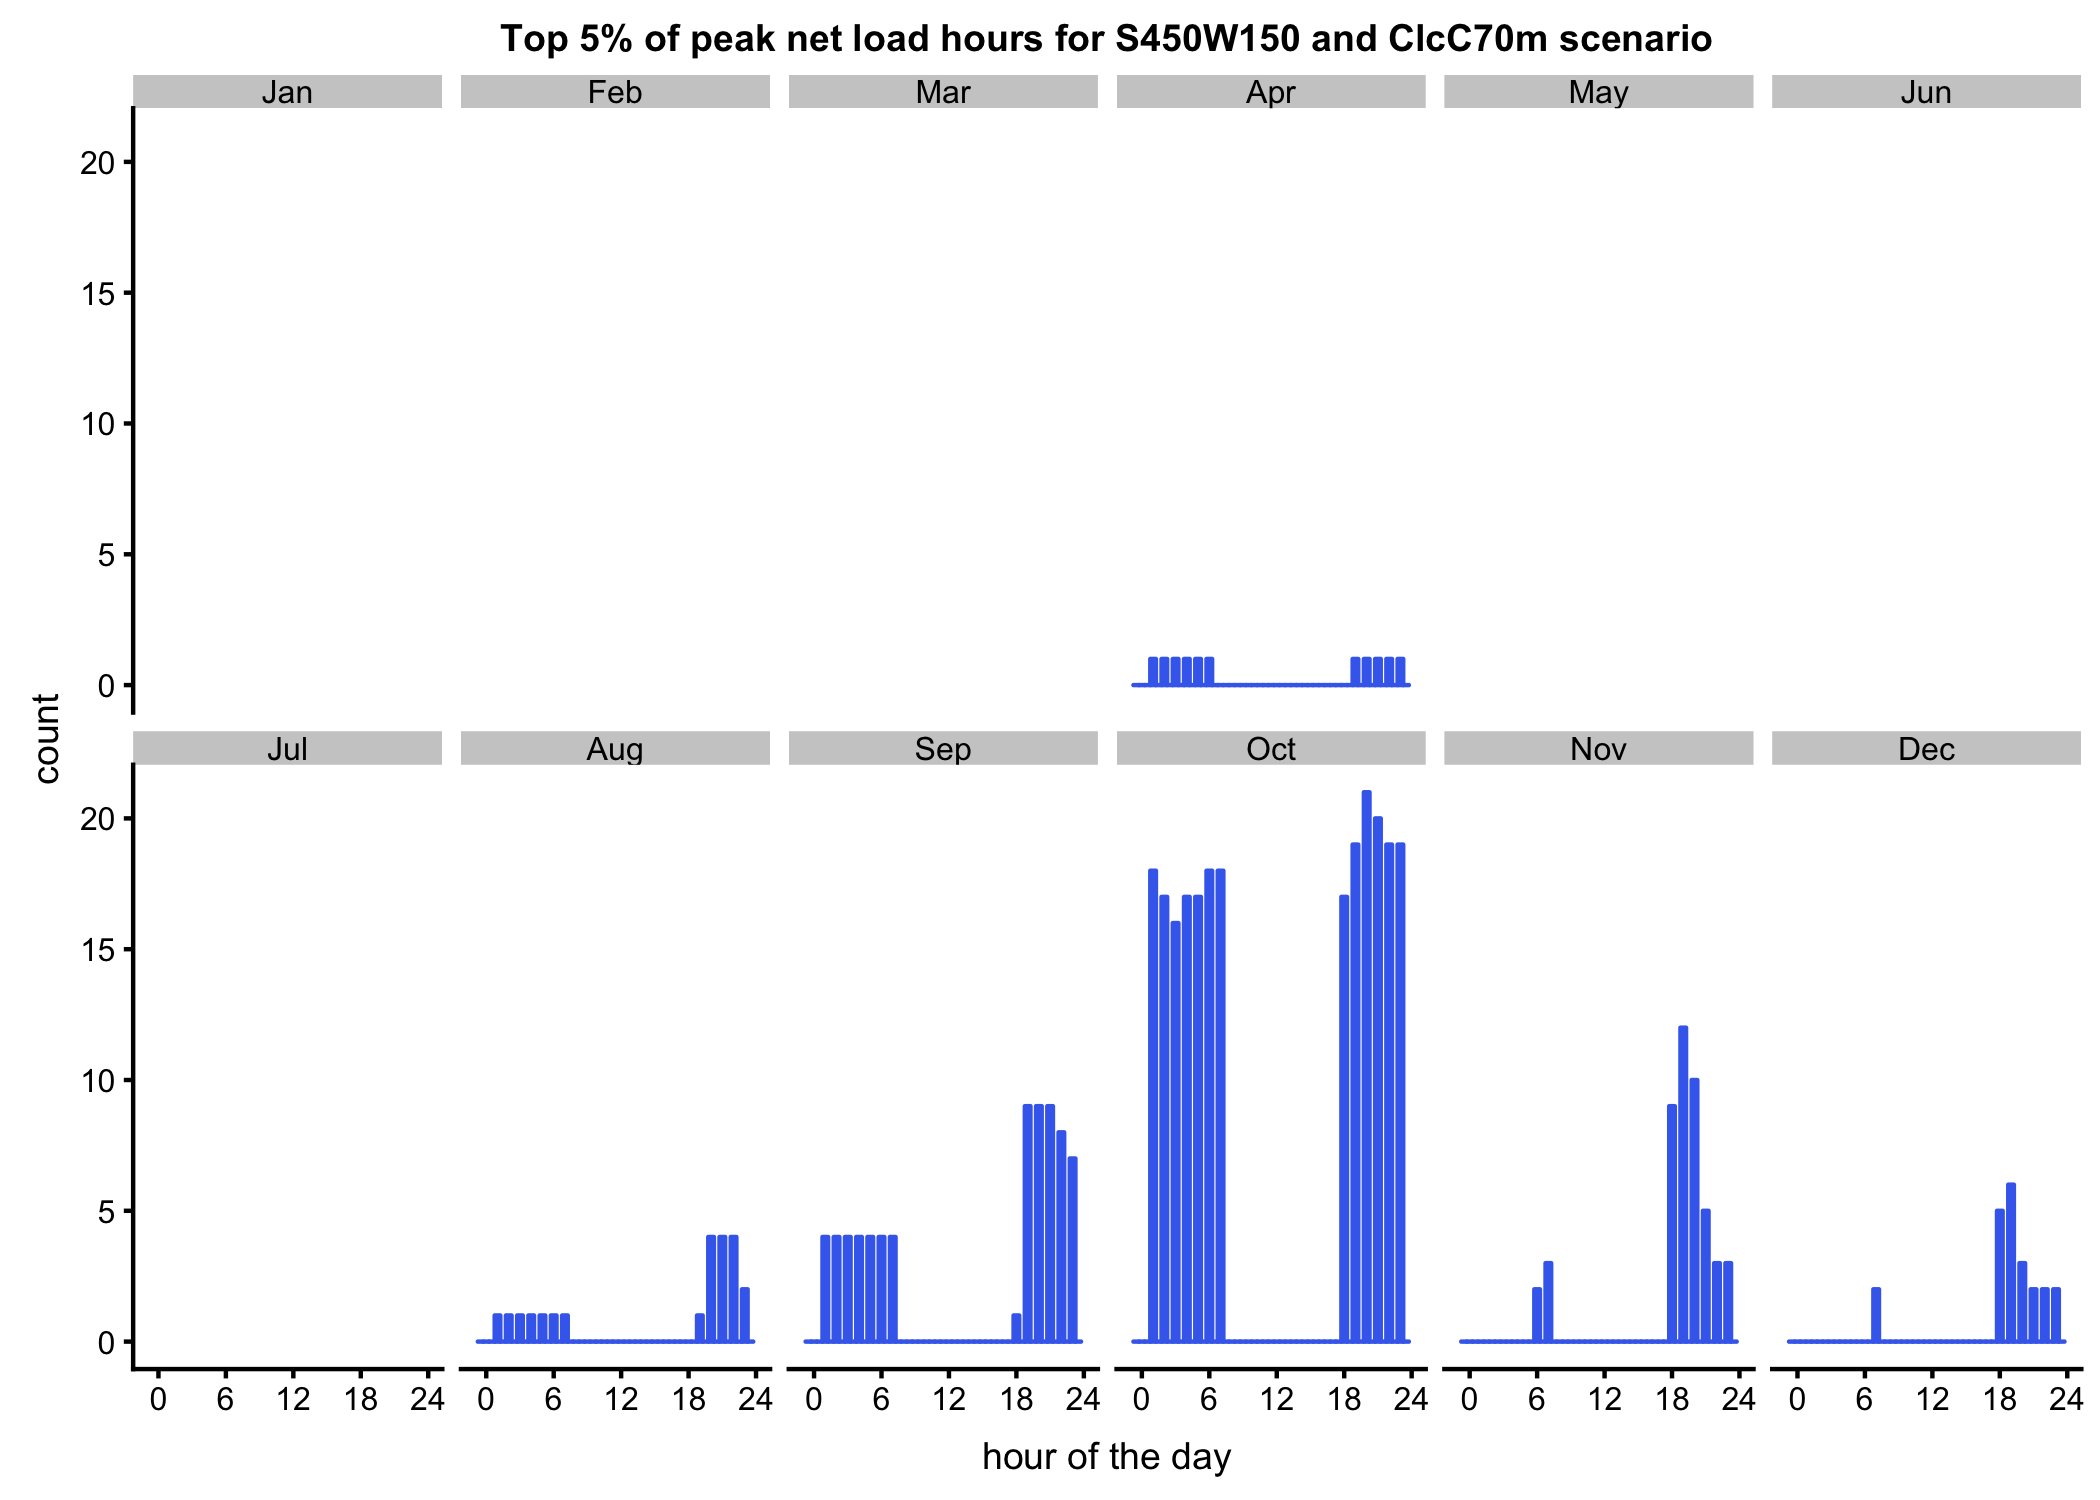 Top 5% of peak net load hours for S450W150 and ClcC70m scenario
Jan Feb Mar Apr May Jun
20
15
10
5
0
count
Jul Aug Sep Oct Nov Dec
20
15
10
5
0
0 6 12 18 24 0 6 12 18 24 0 6 12 18 24 0 6 12 18 24 0 6 12 18 24 0 6 12 18 24
hour of the day